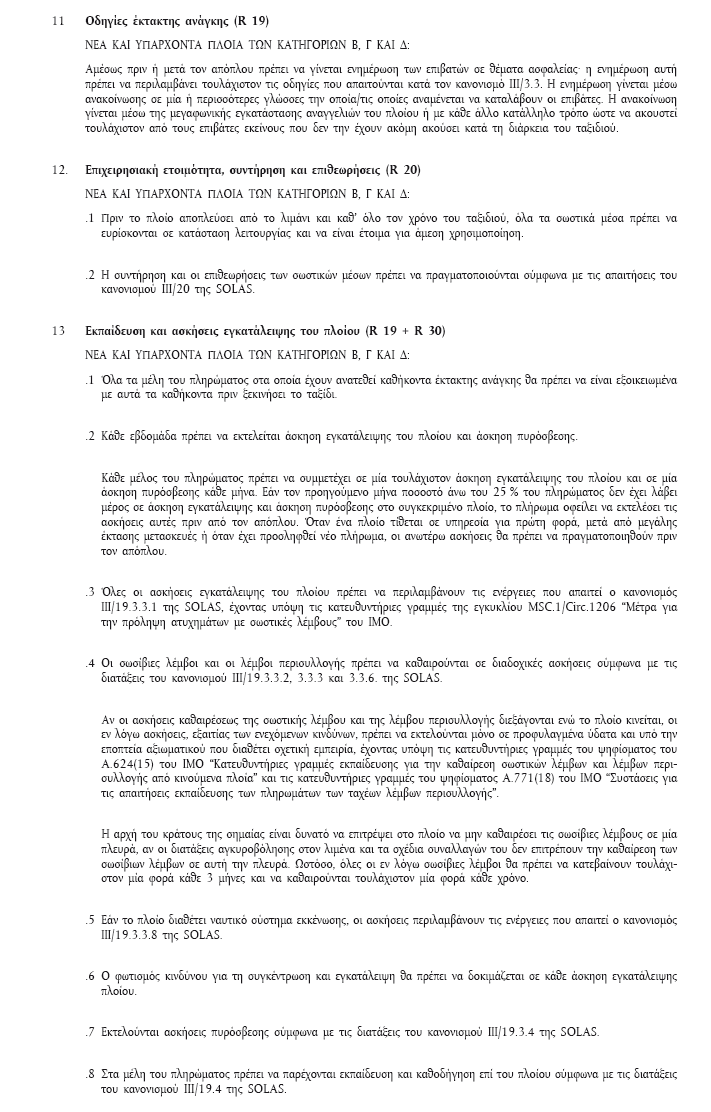 11 Οδηγίες έκτακτης ανάγκης (R 19)
ΝΕΑ ΚΑΙ ΥΠΑΡΧΟΝΤΑ ΠΛΟΙΑ ΤΩΝ ΚΑΤΗΓΟΡΙΩΝ Β, Γ ΚΑΙ Δ:
Αμέσως πριν ή μετά τον απόπλου πρέπει να γίνεται ενημέρωση των επιβατών σε θέματα ασφαλείας· η ενημέρωση αυτή
πρέπει να περιλαμβάνει τουλάχιστον τις οδηγίες που απαιτούνται κατά τον κανονισμό III/3.3. Η ενημέρωση γίνεται μέσω
ανακοίνωσης σε μία ή περισσότερες γλώσσες την οποία/τις οποίες αναμένεται να καταλάβουν οι επιβάτες. Η ανακοίνωση
γίνεται μέσω της μεγαφωνικής εγκατάστασης αναγγελιών του πλοίου ή με κάθε άλλο κατάλληλο τρόπο ώστε να ακουστεί
τουλάχιστον από τους επιβάτες εκείνους που δεν την έχουν ακόμη ακούσει κατά τη διάρκεια του ταξιδιού.
12. Επιχειρησιακή ετοιμότητα, συντήρηση και επιθεωρήσεις (R 20)
ΝΕΑ ΚΑΙ ΥΠΑΡΧΟΝΤΑ ΠΛΟΙΑ ΤΩΝ ΚΑΤΗΓΟΡΙΩΝ Β, Γ ΚΑΙ Δ:
.1 Πριν το πλοίο αποπλεύσει από το λιμάνι και καθ' όλο τον χρόνο του ταξιδιού, όλα τα σωστικά μέσα πρέπει να
ευρίσκονται σε κατάσταση λειτουργίας και να είναι έτοιμα για άμεση χρησιμοποίηση.
.2 Η συντήρηση και οι επιθεωρήσεις των σωστικών μέσων πρέπει να πραγματοποιούνται σύμφωνα με τις απαιτήσεις του
κανονισμού III/20 της SOLAS.
13 Εκπαίδευση και ασκήσεις εγκατάλειψης του πλοίου (R 19 + R 30)
ΝΕΑ ΚΑΙ ΥΠΑΡΧΟΝΤΑ ΠΛΟΙΑ ΤΩΝ ΚΑΤΗΓΟΡΙΩΝ Β, Γ ΚΑΙ Δ:
.1 Όλα τα μέλη του πληρώματος στα οποία έχουν ανατεθεί καθήκοντα έκτακτης ανάγκης θα πρέπει να είναι εξοικειωμένα
με αυτά τα καθήκοντα πριν ξεκινήσει το ταξίδι.
.2 Κάθε εβδομάδα πρέπει να εκτελείται άσκηση εγκατάλειψης του πλοίου και άσκηση πυρόσβεσης.
Κάθε μέλος του πληρώματος πρέπει να συμμετέχει σε μία τουλάχιστον άσκηση εγκατάλειψης του πλοίου και σε μία
άσκηση πυρόσβεσης κάθε μήνα. Εάν τον προηγούμενο μήνα ποσοστό άνω του 25 % του πληρώματος δεν έχει λάβει
μέρος σε άσκηση εγκατάλειψης και άσκηση πυρόσβεσης στο συγκεκριμένο πλοίο, το πλήρωμα οφείλει να εκτελέσει τις
ασκήσεις αυτές πριν από τον απόπλου. Όταν ένα πλοίο τίθεται σε υπηρεσία για πρώτη φορά, μετά από μεγάλης
έκτασης μετασκευές ή όταν έχει προσληφθεί νέο πλήρωμα, οι ανωτέρω ασκήσεις θα πρέπει να πραγματοποιηθούν πριν
τον απόπλου.
.3 Όλες οι ασκήσεις εγκατάλειψης του πλοίου πρέπει να περιλαμβάνουν τις ενέργειες που απαιτεί ο κανονισμός
III/19.3.3.1 της SOLAS, έχοντας υπόψη τις κατευθυντήριες γραμμές της εγκυκλίου MSC.1/Circ.1206 “Μέτρα για
την πρόληψη ατυχημάτων με σωστικές λέμβους” του ΙΜΟ.
.4 Οι σωσίβιες λέμβοι και οι λέμβοι περισυλλογής πρέπει να καθαιρούνται σε διαδοχικές ασκήσεις σύμφωνα με τις
διατάξεις του κανονισμού III/19.3.3.2, 3.3.3 και 3.3.6. της SOLAS.
Αν οι ασκήσεις καθαιρέσεως της σωστικής λέμβου και της λέμβου περισυλλογής διεξάγονται ενώ το πλοίο κινείται, οι
εν λόγω ασκήσεις, εξαιτίας των ενεχόμενων κινδύνων, πρέπει να εκτελούνται μόνο σε προφυλαγμένα ύδατα και υπό την
εποπτεία αξιωματικού που διαθέτει σχετική εμπειρία, έχοντας υπόψη τις κατευθυντήριες γραμμές του ψηφίσματος του
A.624(15) του ΙΜΟ “Κατευθυντήριες γραμμές εκπαίδευσης για την καθαίρεση σωστικών λέμβων και λέμβων περι-
συλλογής από κινούμενα πλοία” και τις κατευθυντήριες γραμμές του ψηφίσματος A.771(18) του ΙΜΟ “Συστάσεις για
τις απαιτήσεις εκπαίδευσης των πληρωμάτων των ταχέων λέμβων περισυλλογής”.
Η αρχή του κράτους της σημαίας είναι δυνατό να επιτρέψει στο πλοίο να μην καθαιρέσει τις σωσίβιες λέμβους σε μία
πλευρά, αν οι διατάξεις αγκυροβόλησης στον λιμένα και τα σχέδια συναλλαγών του δεν επιτρέπουν την καθαίρεση των
σωσίβιων λέμβων σε αυτή την πλευρά. Ωστόσο, όλες οι εν λόγω σωσίβιες λέμβοι θα πρέπει να κατεβαίνουν τουλάχι-
στον μία φορά κάθε 3 μήνες και να καθαιρούνται τουλάχιστον μία φορά κάθε χρόνο.
.5 Εάν το πλοίο διαθέτει ναυτικό σύστημα εκκένωσης, οι ασκήσεις περιλαμβάνουν τις ενέργειες που απαιτεί ο κανονισμός
III/19.3.3.8 της SOLAS.
.6 Ο φωτισμός κινδύνου για τη συγκέντρωση και εγκατάλειψη θα πρέπει να δοκιμάζεται σε κάθε άσκηση εγκατάλειψης
πλοίου.
.7 Εκτελούνται ασκήσεις πυρόσβεσης σύμφωνα με τις διατάξεις του κανονισμού III/19.3.4 της SOLAS.
.8 Στα μέλη του πληρώματος πρέπει να παρέχονται εκπαίδευση και καθοδήγηση επί του πλοίου σύμφωνα με τις διατάξεις
του κανονισμού III/19.4 της SOLAS.